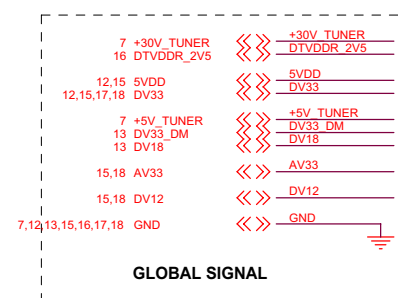 7 +30V_TUNER +30V_TUNER
16 DTVDDR_2V5 DTVDDR_2V5
12,15 5VDD 5VDD
12,15,17,18 DV33 DV33
7 +5V_TUNER +5V_TUNER
13 DV33_DM DV33_DM
13 DV18 DV18
15,18 AV33 AV33
15,18 DV12 DV12
7,12,13,15,16,17,18 GND GND
GLOBAL SIGNAL